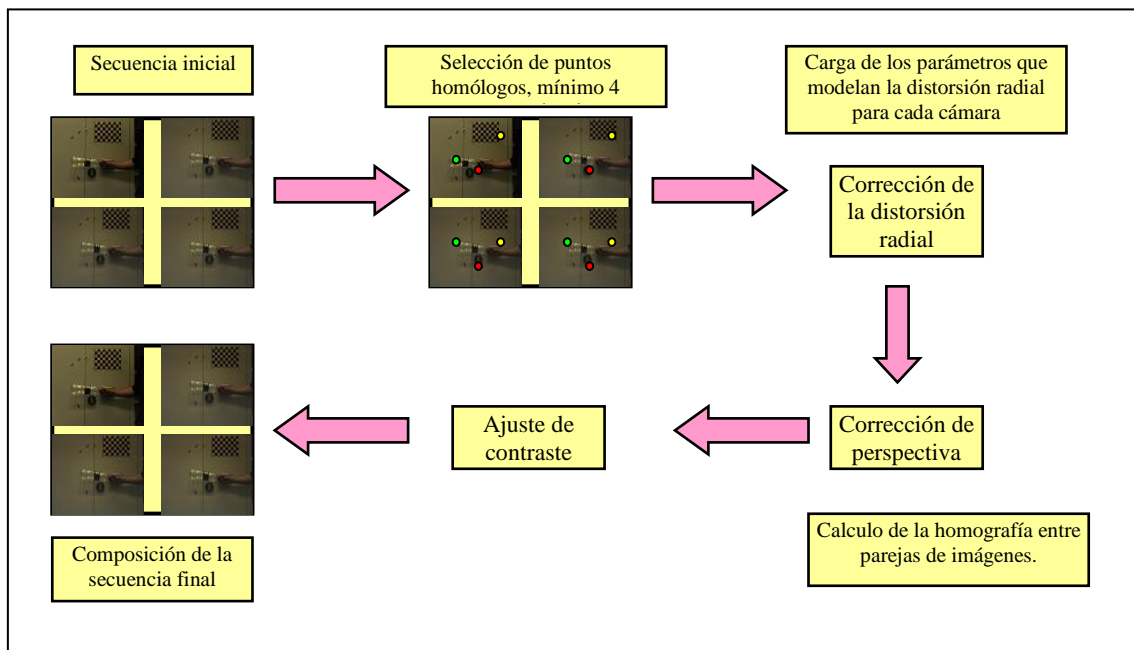 Secuencia inicial
Selección de puntos
homólogos, mínimo 4
Carga de los parámetros que
modelan la distorsión radial
para cada cámara
Corrección de
la distorsión
radial
Corrección de
perspectiva
Calculo de la homografía entre
parejas de imágenes.
Ajuste de
contraste
Composición de la
secuencia final